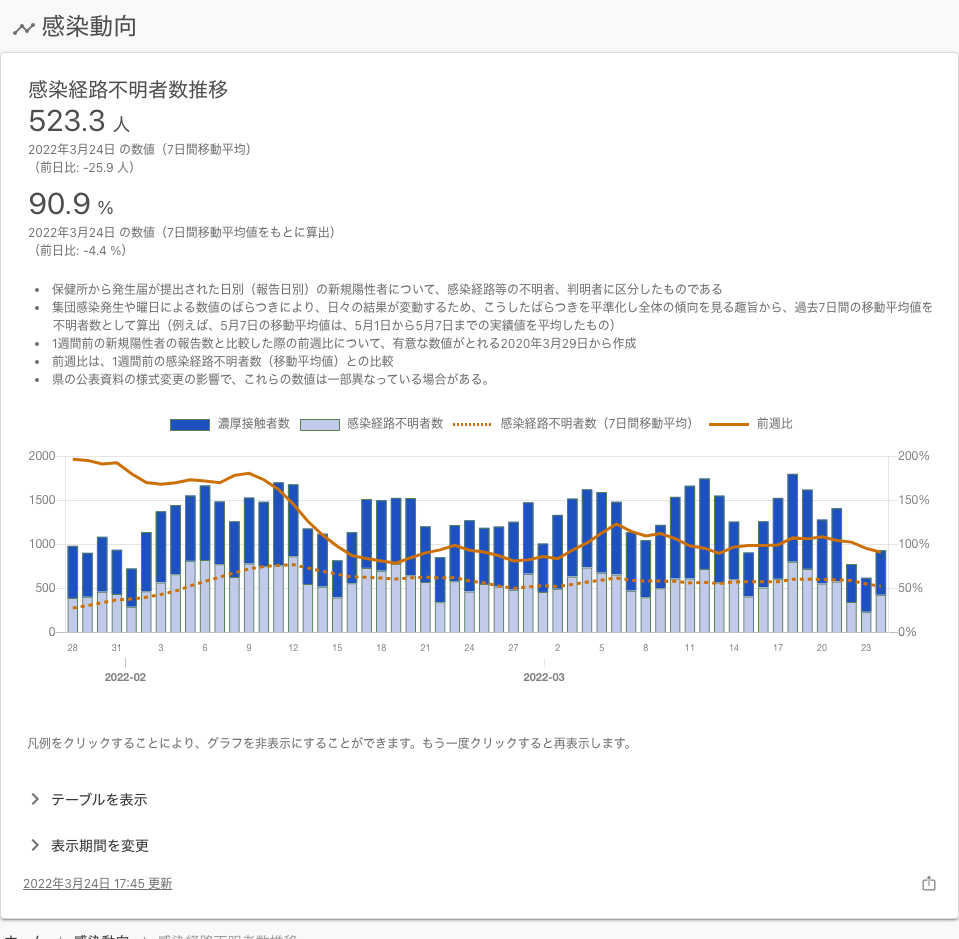 感染動向
感染経路不明者数推移
523.3 人
2022年3月24日 の数値（7日間移動平均）
（前日比: -25.9 人）
90.9 %
2022年3月24日 の数値（7日間移動平均値をもとに算出）
（前日比: -4.4 %）
• 保健所から発生届が提出された日別（報告日別）の新規陽性者について、感染経路等の不明者、判明者に区分したものである
• 集団感染発生や曜日による数値のばらつきにより、日々の結果が変動するため、こうしたばらつきを平準化し全体の傾向を見る趣旨から、過去7日間の移動平均値を
不明者数として算出（例えば、5月7日の移動平均値は、5月1日から5月7日までの実績値を平均したもの）
• 1週間前の新規陽性者の報告数と比較した際の前週比について、有意な数値がとれる2020年3月29日から作成
• 前週比は、1週間前の感染経路不明者数（移動平均値）との比較
• 県の公表資料の様式変更の影響で、これらの数値は一部異なっている場合がある。
濃厚接触者数 感染経路不明者数 感染経路不明者数（7日間移動平均） 前週比
2000 200%
1500 150%
1000 100%
500 50%
0 0%
28 31 3 6 9 12 15 18 21 24 27 2 5 8 11 14 17 20 23
2022-02 2022-03
凡例をクリックすることにより、グラフを非表示にすることができます。もう一度クリックすると再表示します。
テーブルを表示
表示期間を変更
2022年3月24日 17:45 更新
ホーム / 感染動向 / 感染経路不明者数推移